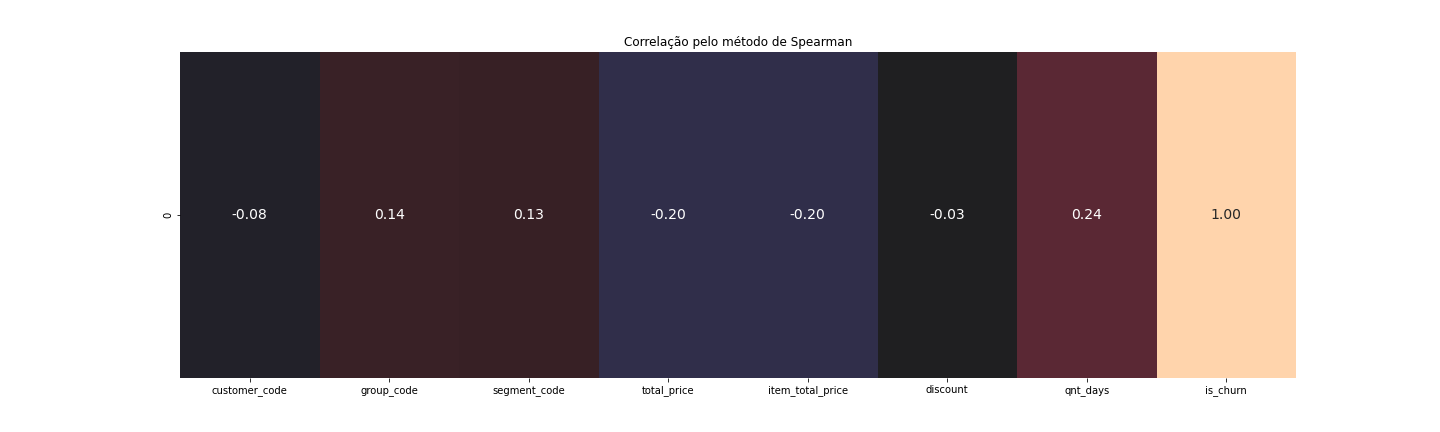 Correlação pelo método de Spearman
0
-0.08 0.14 0.13 -0.20 -0.20 -0.03 0.24 1.00
customer_code group_code segment_code total_price item_total_price discount qnt_days is_churn